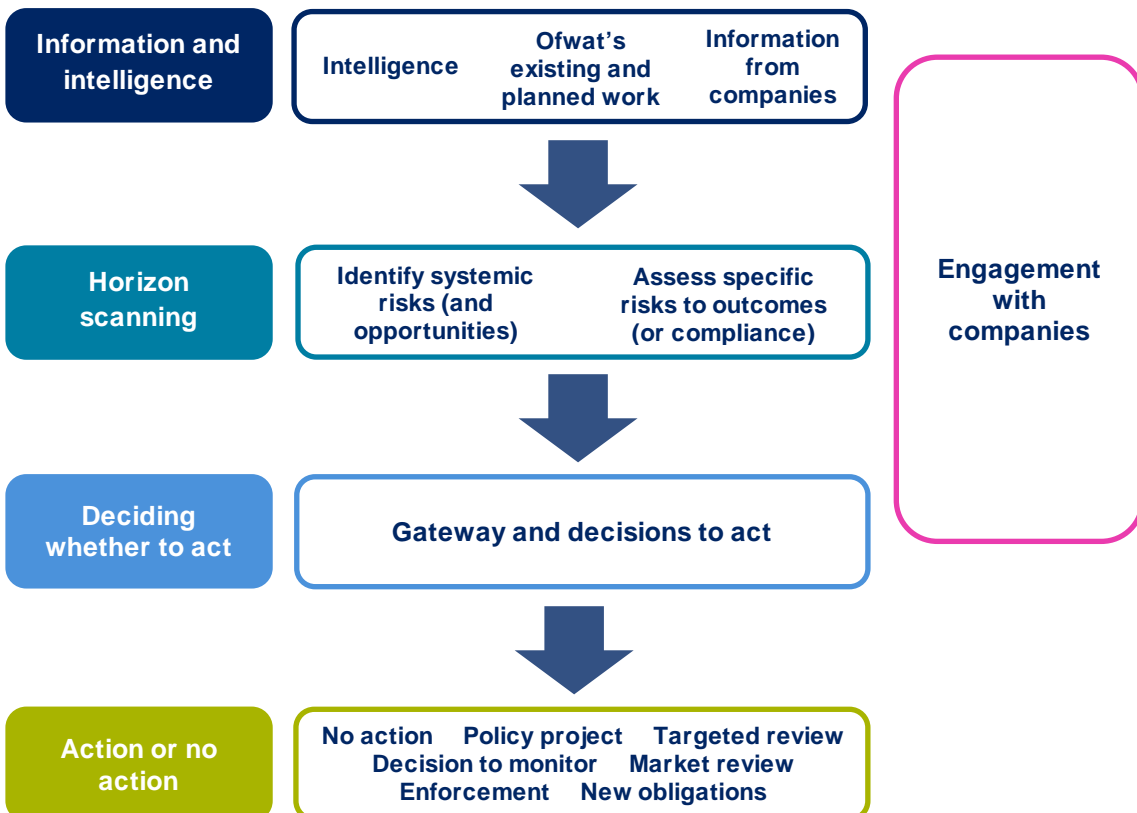 Information and
intelligence
Intelligence
Ofwat’s
existing and
planned work
Information
from
companies
Horizon
scanning
Identify systemic
risks (and
opportunities)
Assess specific
risks to outcomes
(or compliance)
Engagement
with
companies
Deciding
whether to act
Gateway and decisions to act
Action or no
action
No action Policy project Targeted review
Decision to monitor Market review
Enforcement New obligations